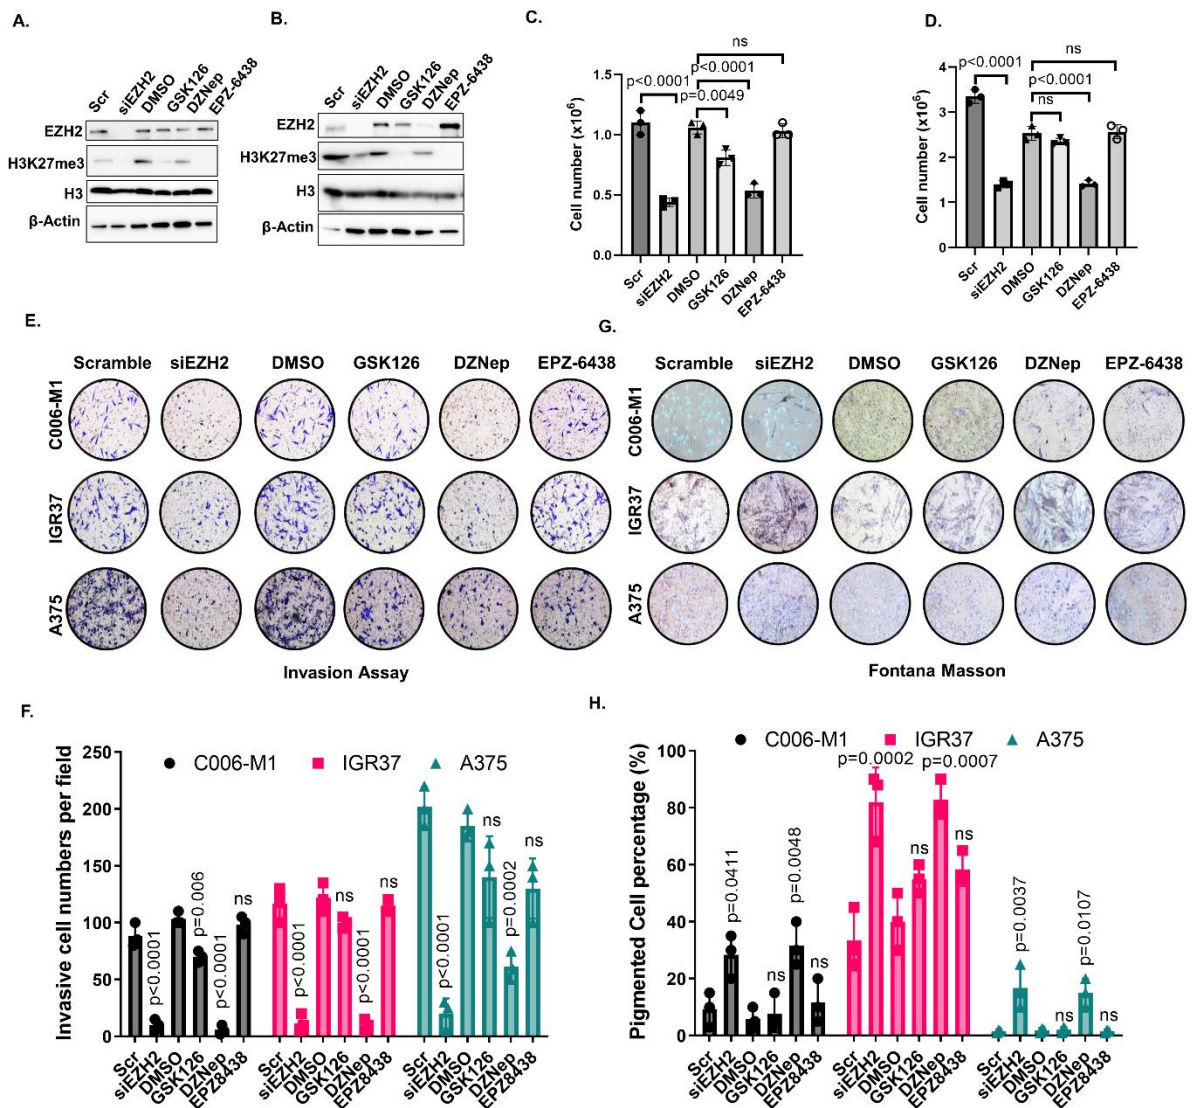 A.
Scr
siEZH2
DMSO
GSK126
DZNep
EPZ-6438
EZH2
H3K27me3
H3
β-Actin
B.
Scr
siEZH2
DMSO
GSK126
DZNep
EPZ-6438
EZH2
H3K27me3
H3
β-Actin
C.
ns
p<0.0001
p<0.0001
p=0.0049
1.5
1.0
0.5
0.0
Cell number (x10⁶)
Scr
siEZH2
DMSO
GSK126
DZNep
EPZ-6438
D.
ns
p<0.0001
p<0.0001
ns
4
3
2
1
0
Cell number (x10⁶)
Scr
siEZH2
DMSO
GSK126
DZNep
EPZ-6438
E.
Scramble siEZH2 DMSO GSK126 DZNep EPZ-6438
C006-M1
IGR37
A375
Invasion Assay
G.
Scramble siEZH2 DMSO GSK126 DZNep EPZ-6438
C006-M1
IGR37
A375
Fontana Masson
F.
C006-M1 IGR37 A375
Invasive cell numbers per field
250
200
150
100
50
0
p<0.0001
p=0.006
p<0.0001
ns
p<0.0001
ns
p<0.0001
ns
p<0.0001
ns
p=0.0002
ns
Scr
siEZH2
DMSO
GSK126
DZNep
EPZ8438
Scr
siEZH2
DMSO
GSK126
DZNep
EPZ8438
Scr
siEZH2
DMSO
GSK126
DZNep
EPZ8438
H.
C006-M1 IGR37 A375
Pigmented Cell percentage (%)
100
80
60
40
20
0
p=0.0411
ns
p=0.0048
ns
p=0.0002
ns
p=0.0007
ns
p=0.0037
ns
p=0.0107
ns
Scr
siEZH2
DMSO
GSK126
DZNep
EPZ8438
Scr
siEZH2
DMSO
GSK126
DZNep
EPZ8438
Scr
siEZH2
DMSO
GSK126
DZNep
EPZ8438